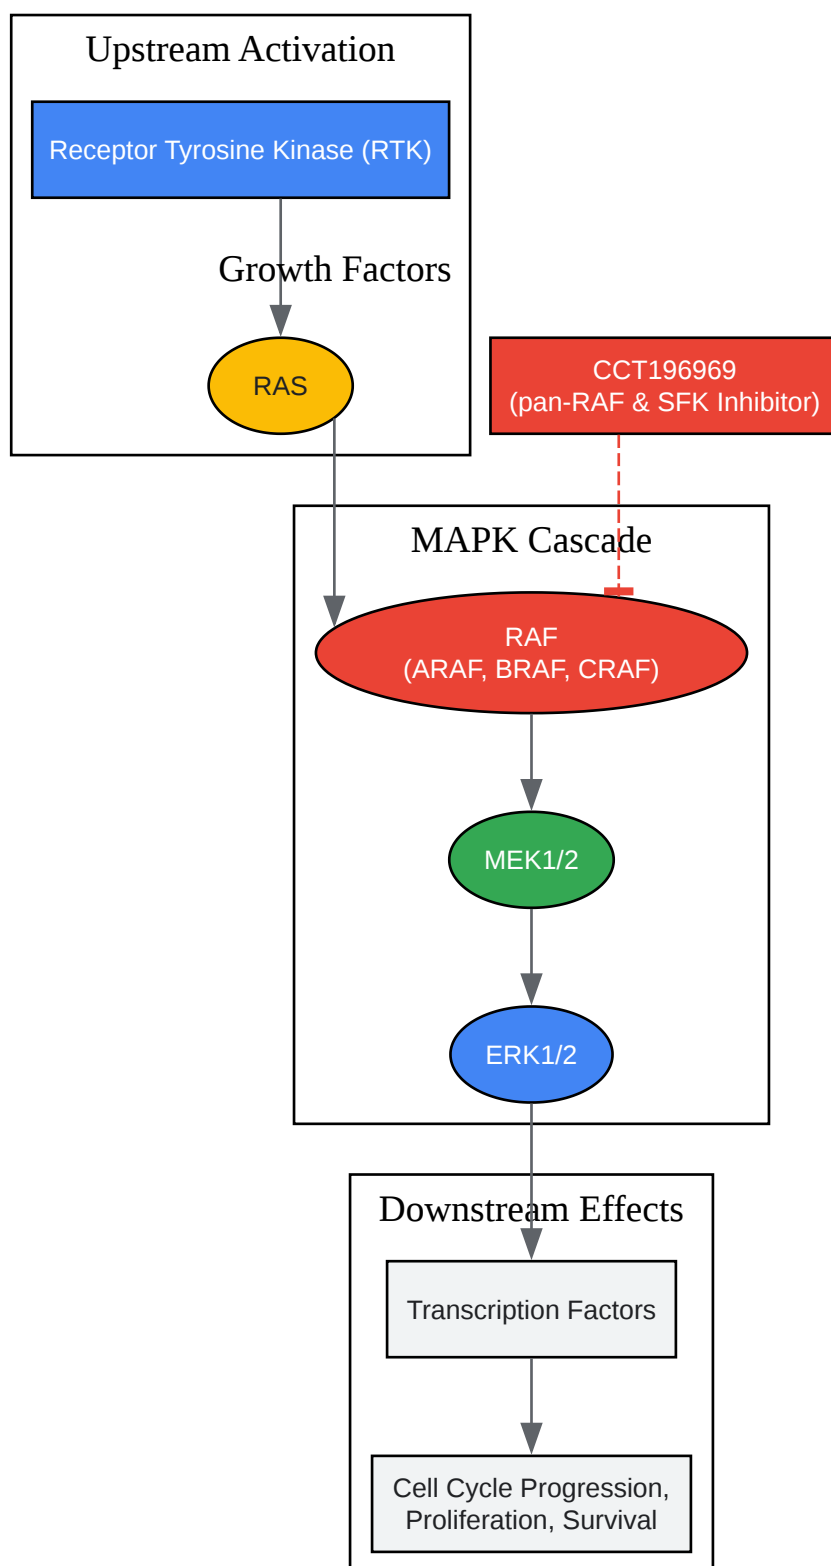 Upstream Activation
Receptor Tyrosine Kinase (RTK)
Growth Factors
RAS
CCT196969
(pan-RAF & SFK Inhibitor)
MAPK Cascade
RAF
(ARAF, BRAF, CRAF)
MEK1/2
ERK1/2
Downstream Effects
Transcription Factors
Cell Cycle Progression,
Proliferation, Survival